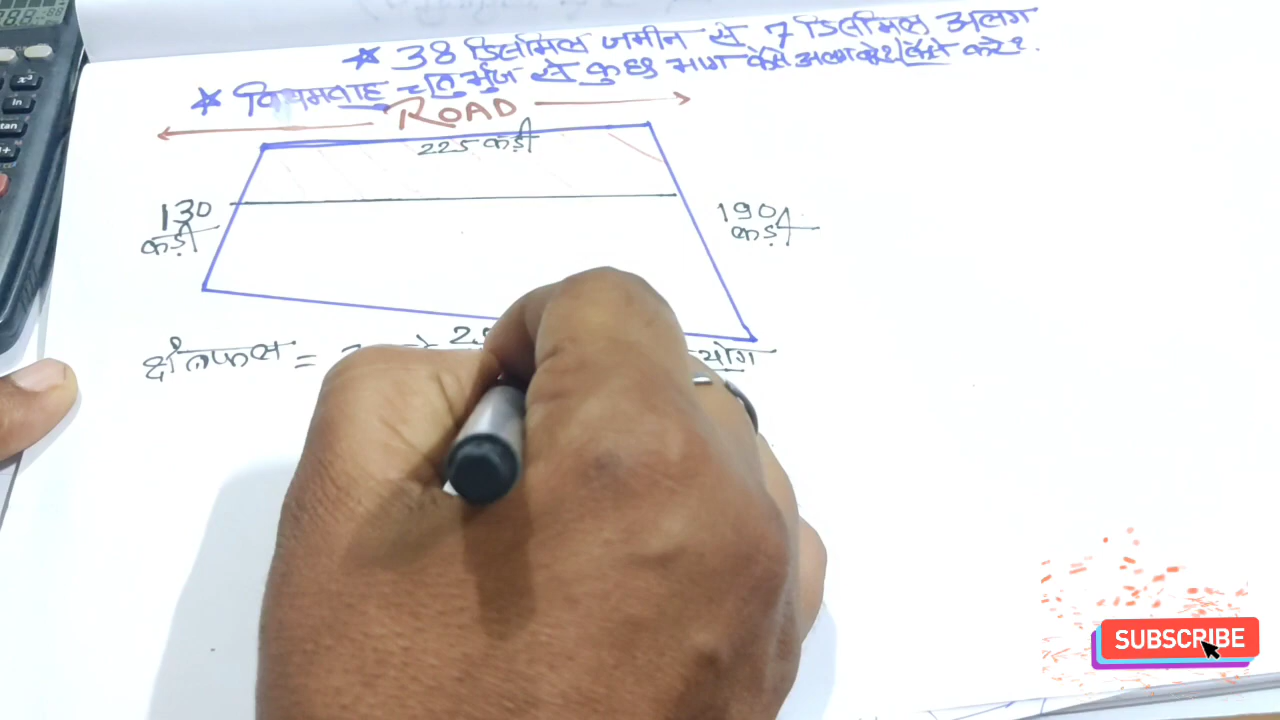 ★ 38 डिसमिल जमीन से 7 डिसमिल अलग
★ विषमबाहु चतुर्भुज से कुछ भाग कैसे अलग करे? कैसे करे?
ROAD
225 कड़ी
130
कड़ी
190
कड़ी
क्षेत्रफल =
योग
SUBSCRIBE